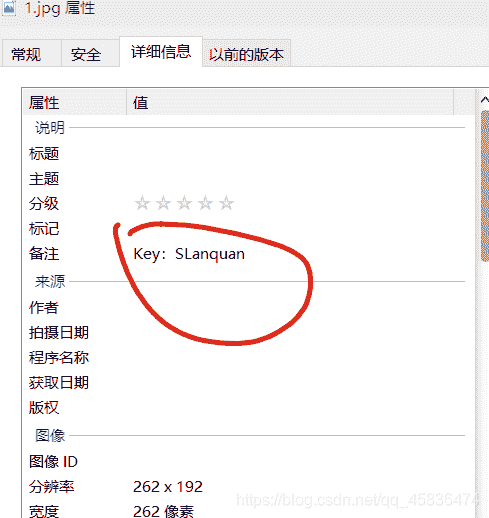 1.jpg 属性
常规 安全 详细信息 以前的版本
属性 值
说明
标题
主题
分级
标记
备注 Key：SLanquan
来源
作者
拍摄日期
程序名称
获取日期
版权
图像
图像 ID
分辨率 262 x 192
宽度 262 像素
https://blog.csdn.net/qq_45836474